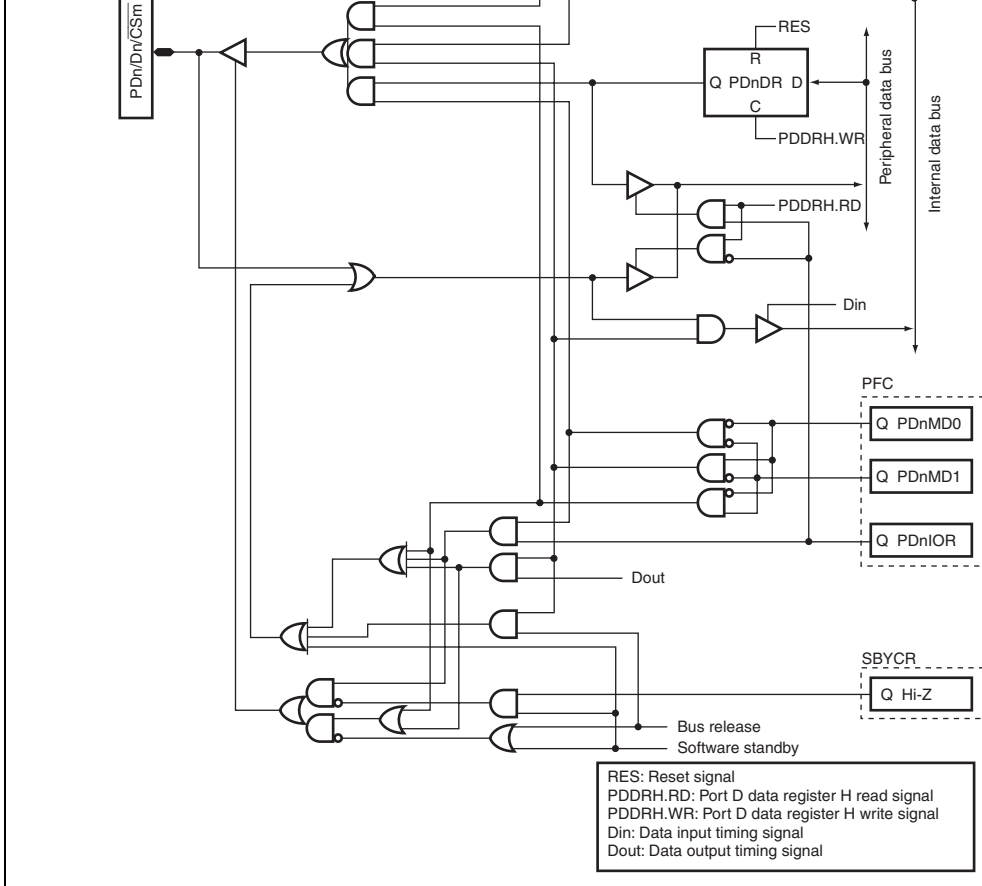 PDn/Dn/CSm
RES
R
Q PDnDR D
C
PDDRH.WR
Peripheral data bus
Internal data bus
PDDRH.RD
Din
PFC
Q PDnMD0
Q PDnMD1
Q PDnIOR
Dout
SBYCR
Q Hi-Z
Bus release
Software standby
RES: Reset signal
PDDRH.RD: Port D data register H read signal
PDDRH.WR: Port D data register H write signal
Din: Data input timing signal
Dout: Data output timing signal